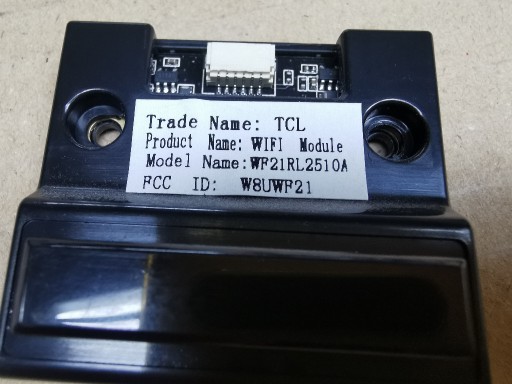 Trade Name: TCL
Product Name: WIFI Module
Model Name:WF21RL2510A
FCC ID: W8UWF21